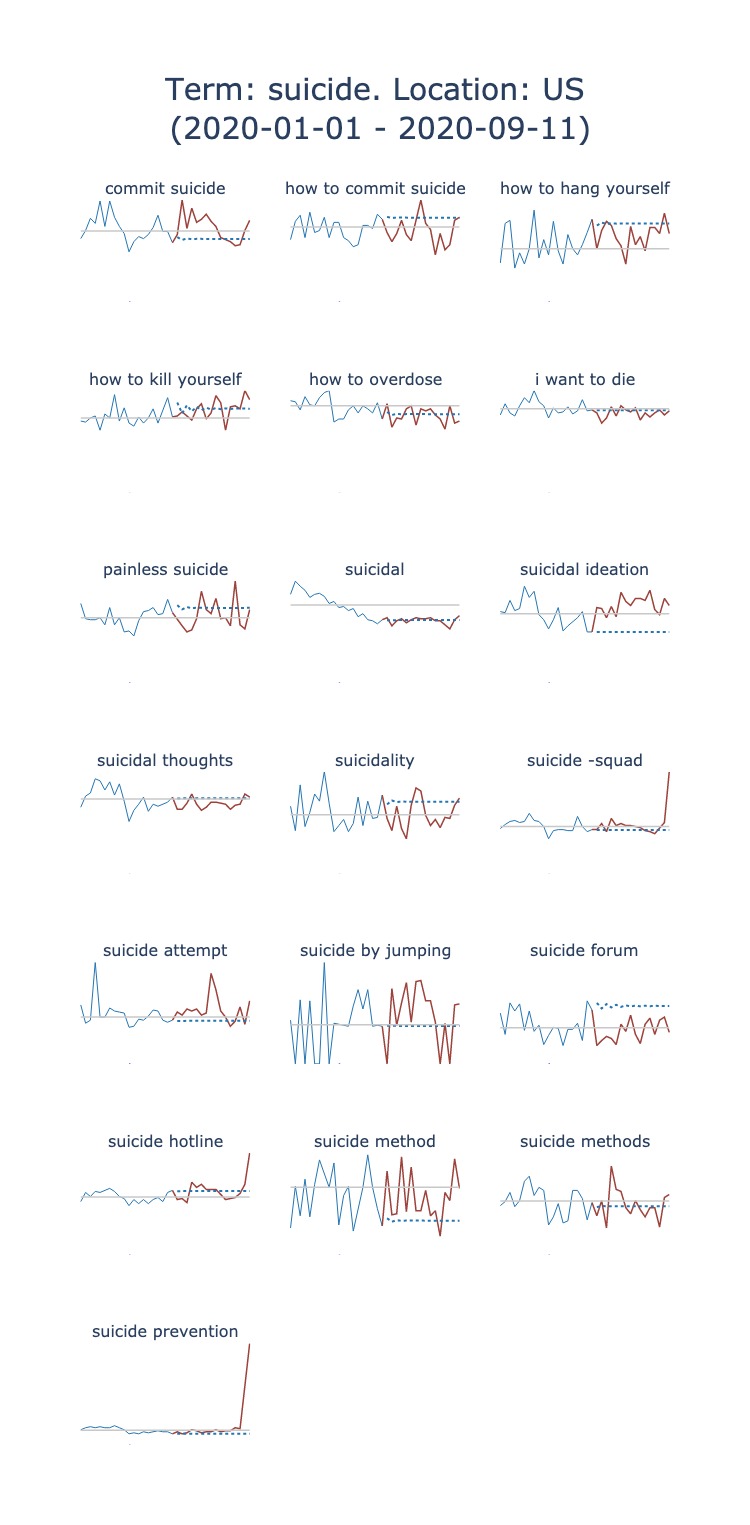 Term: suicide. Location: US
(2020-01-01 - 2020-09-11)
commit suicide
how to commit suicide
how to hang yourself
how to kill yourself
how to overdose
i want to die
painless suicide
suicidal
suicidal ideation
suicidal thoughts
suicidality
suicide -squad
suicide attempt
suicide by jumping
suicide forum
suicide hotline
suicide method
suicide methods
suicide prevention